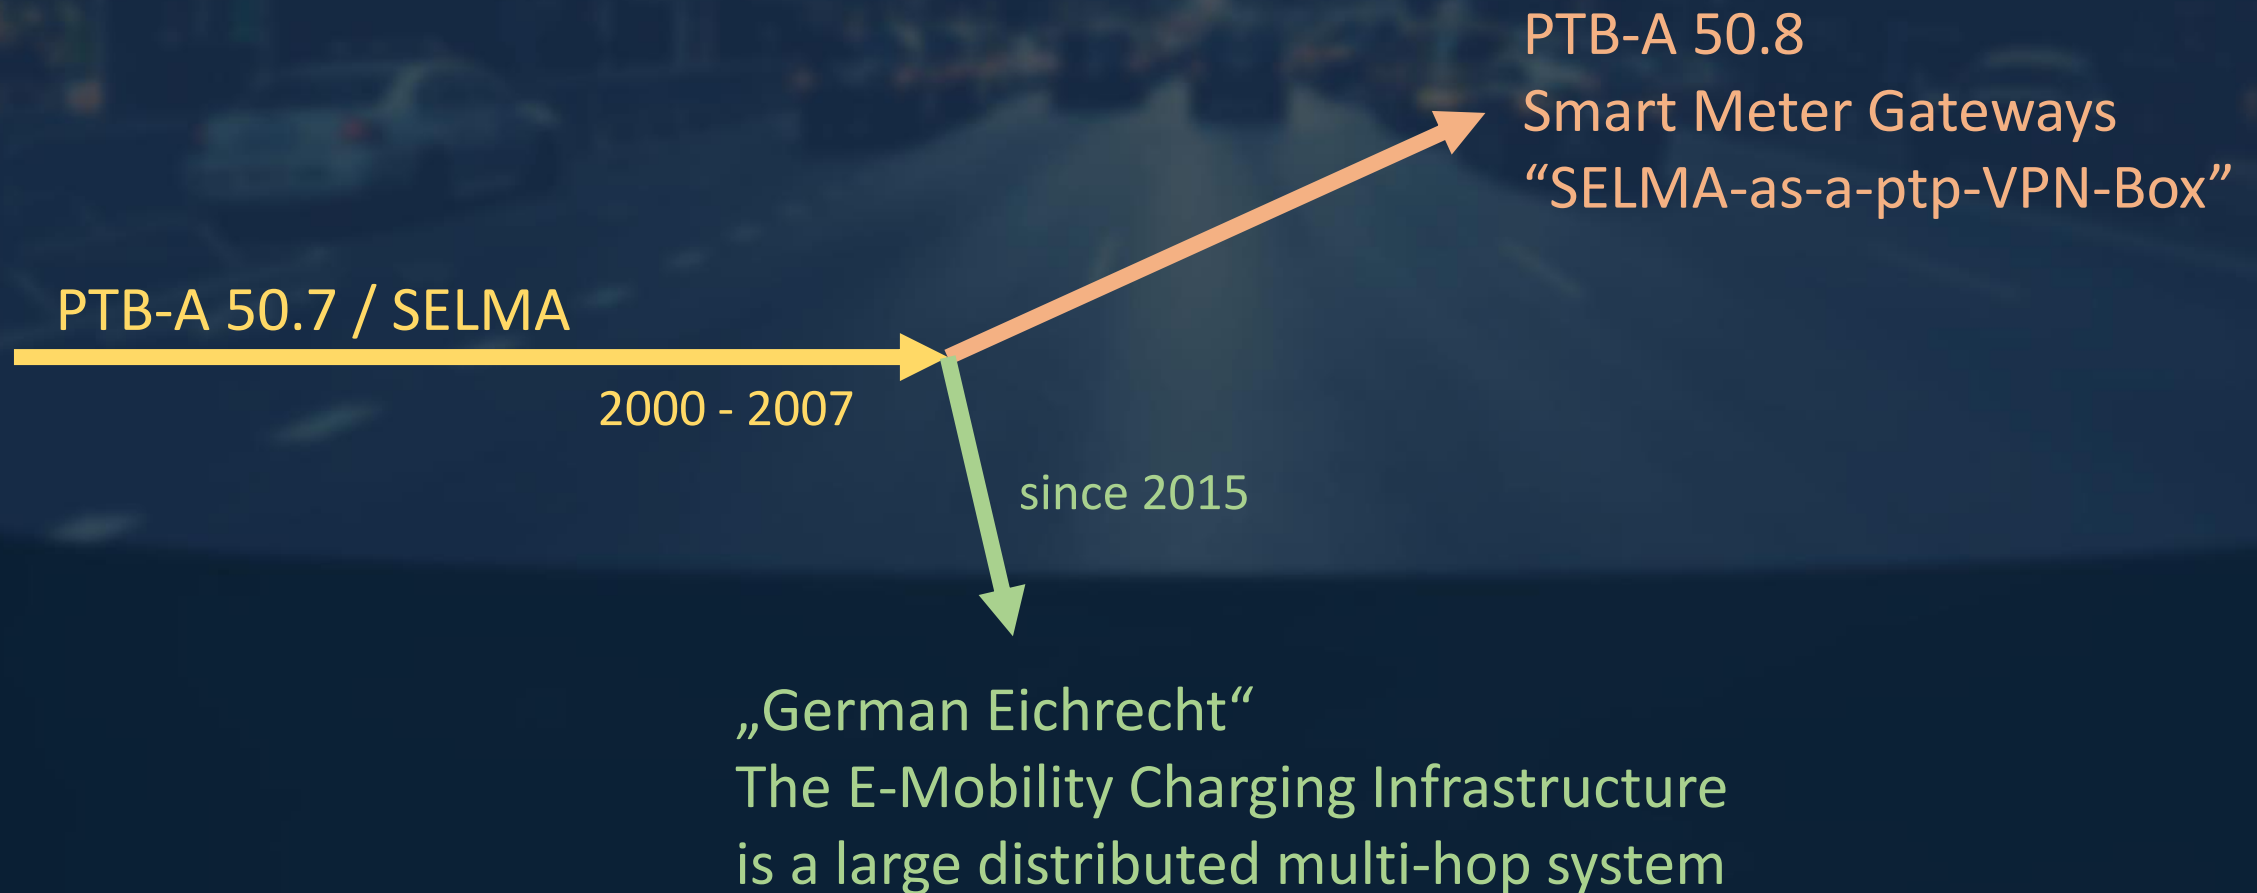 PTB-A 50.8
Smart Meter Gateways
“SELMA-as-a-ptp-VPN-Box”
PTB-A 50.7 / SELMA
2000 - 2007
since 2015
„German Eichrecht“
The E-Mobility Charging Infrastructure
is a large distributed multi-hop system